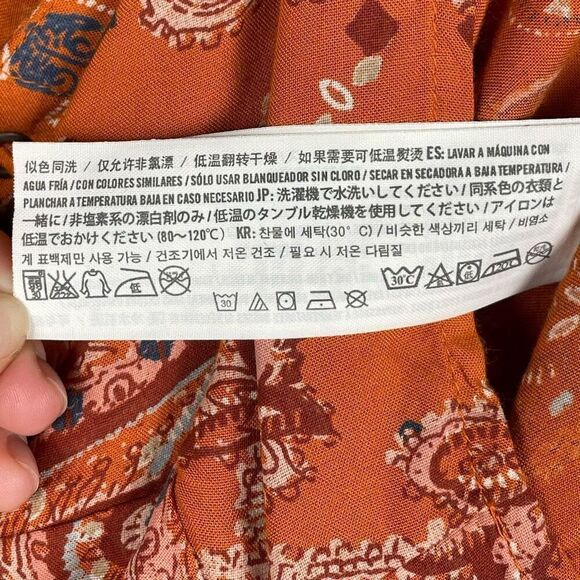 似色同洗 / 仅允许非氯漂 / 低温翻转干燥 / 如果需要可低温熨烫 ES: LAVAR A MÁQUINA CON
AGUA FRÍA / CON COLORES SIMILARES / SÓLO USAR BLANQUEADOR SIN CLORO / SECAR EN SECADORA A BAJA TEMPERATURA /
PLANCHAR A TEMPERATURA BAJA EN CASO NECESARIO JP: 洗濯機で水洗いしてください / 同系色の衣類と
一緒に / 非塩素系の漂白剤のみ / 低温のタンブル乾燥機を使用してください / アイロンは
低温でおかけください (80〜120℃) KR: 찬물에 세탁(30° C) / 비슷한 색상끼리 세탁 / 비염소
계 표백제만 사용 가능 / 건조기에서 저온 건조 / 필요 시 저온 다림질
低 30 30°C 低